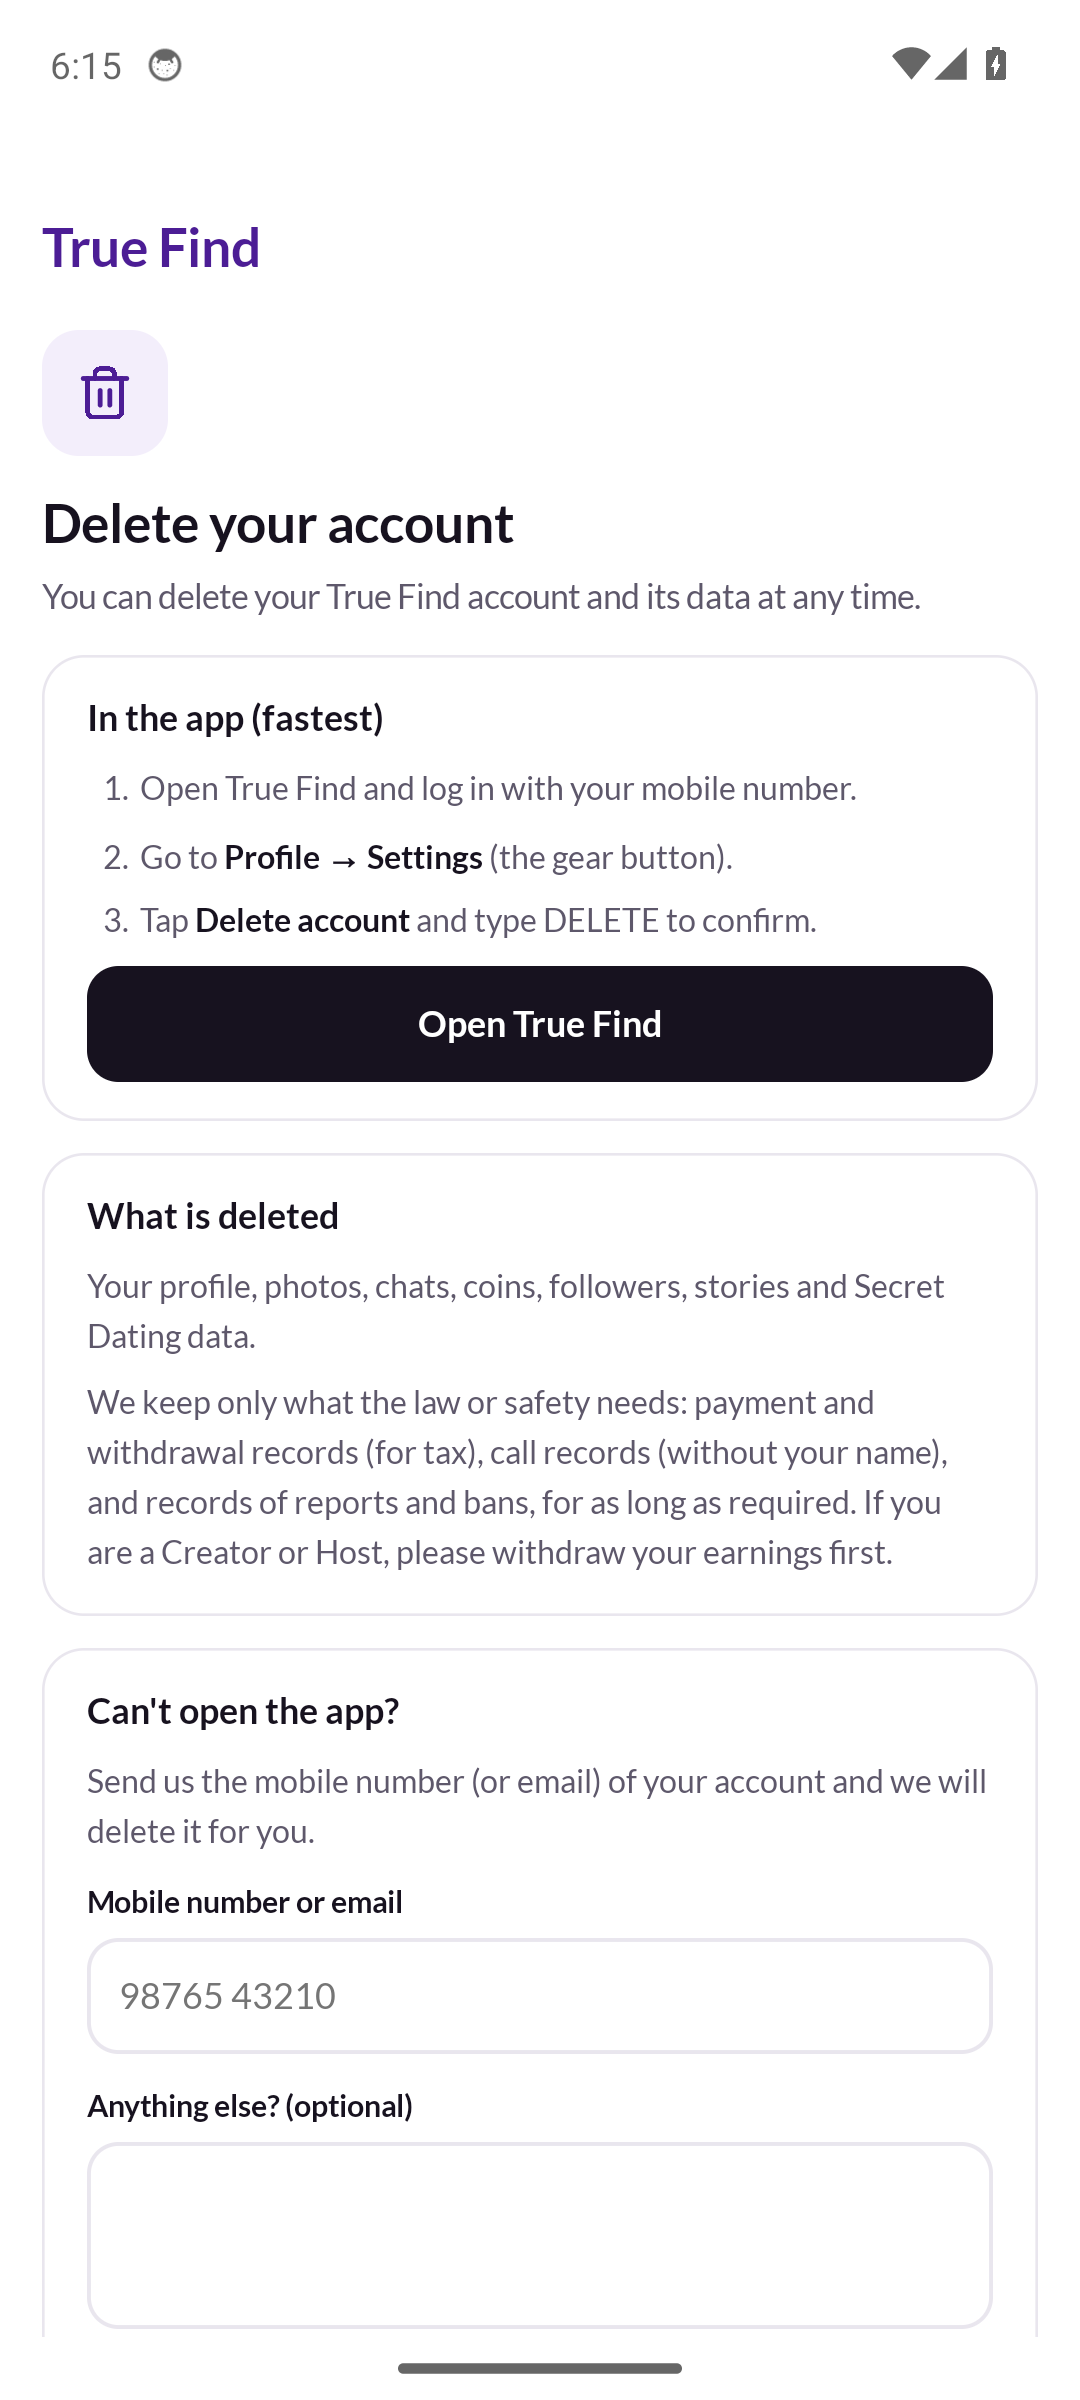 6:15
True Find
Delete your account
You can delete your True Find account and its data at any time.
In the app (fastest)
1. Open True Find and log in with your mobile number.
2. Go to Profile → Settings (the gear button).
3. Tap Delete account and type DELETE to confirm.
Open True Find
What is deleted
Your profile, photos, chats, coins, followers, stories and Secret
Dating data.
We keep only what the law or safety needs: payment and
withdrawal records (for tax), call records (without your name),
and records of reports and bans, for as long as required. If you
are a Creator or Host, please withdraw your earnings first.
Can't open the app?
Send us the mobile number (or email) of your account and we will
delete it for you.
Mobile number or email
98765 43210
Anything else? (optional)